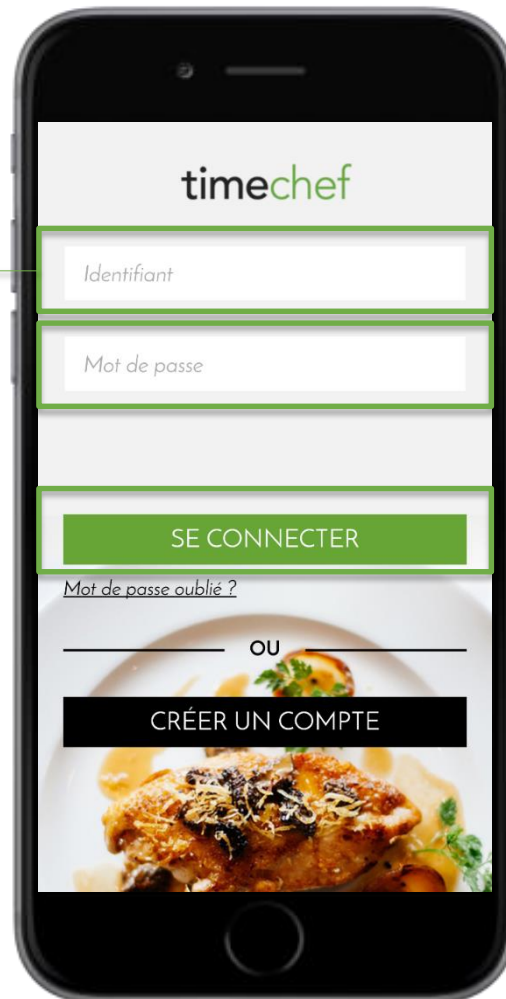 timechef
Identifiant
Mot de passe
SE CONNECTER
Mot de passe oublié ?
OU
CRÉER UN COMPTE